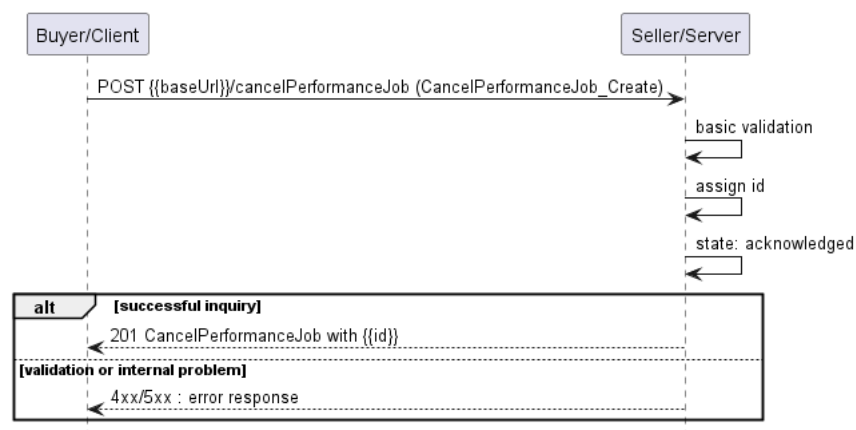 Buyer/Client
Seller/Server
POST {{baseUrl}}/cancelPerformanceJob (CancelPerformanceJob_Create)
basic validation
assign id
state: acknowledged
alt
[successful inquiry]
201 CancelPerformanceJob with {{id}}
[validation or internal problem]
4xx/5xx : error response